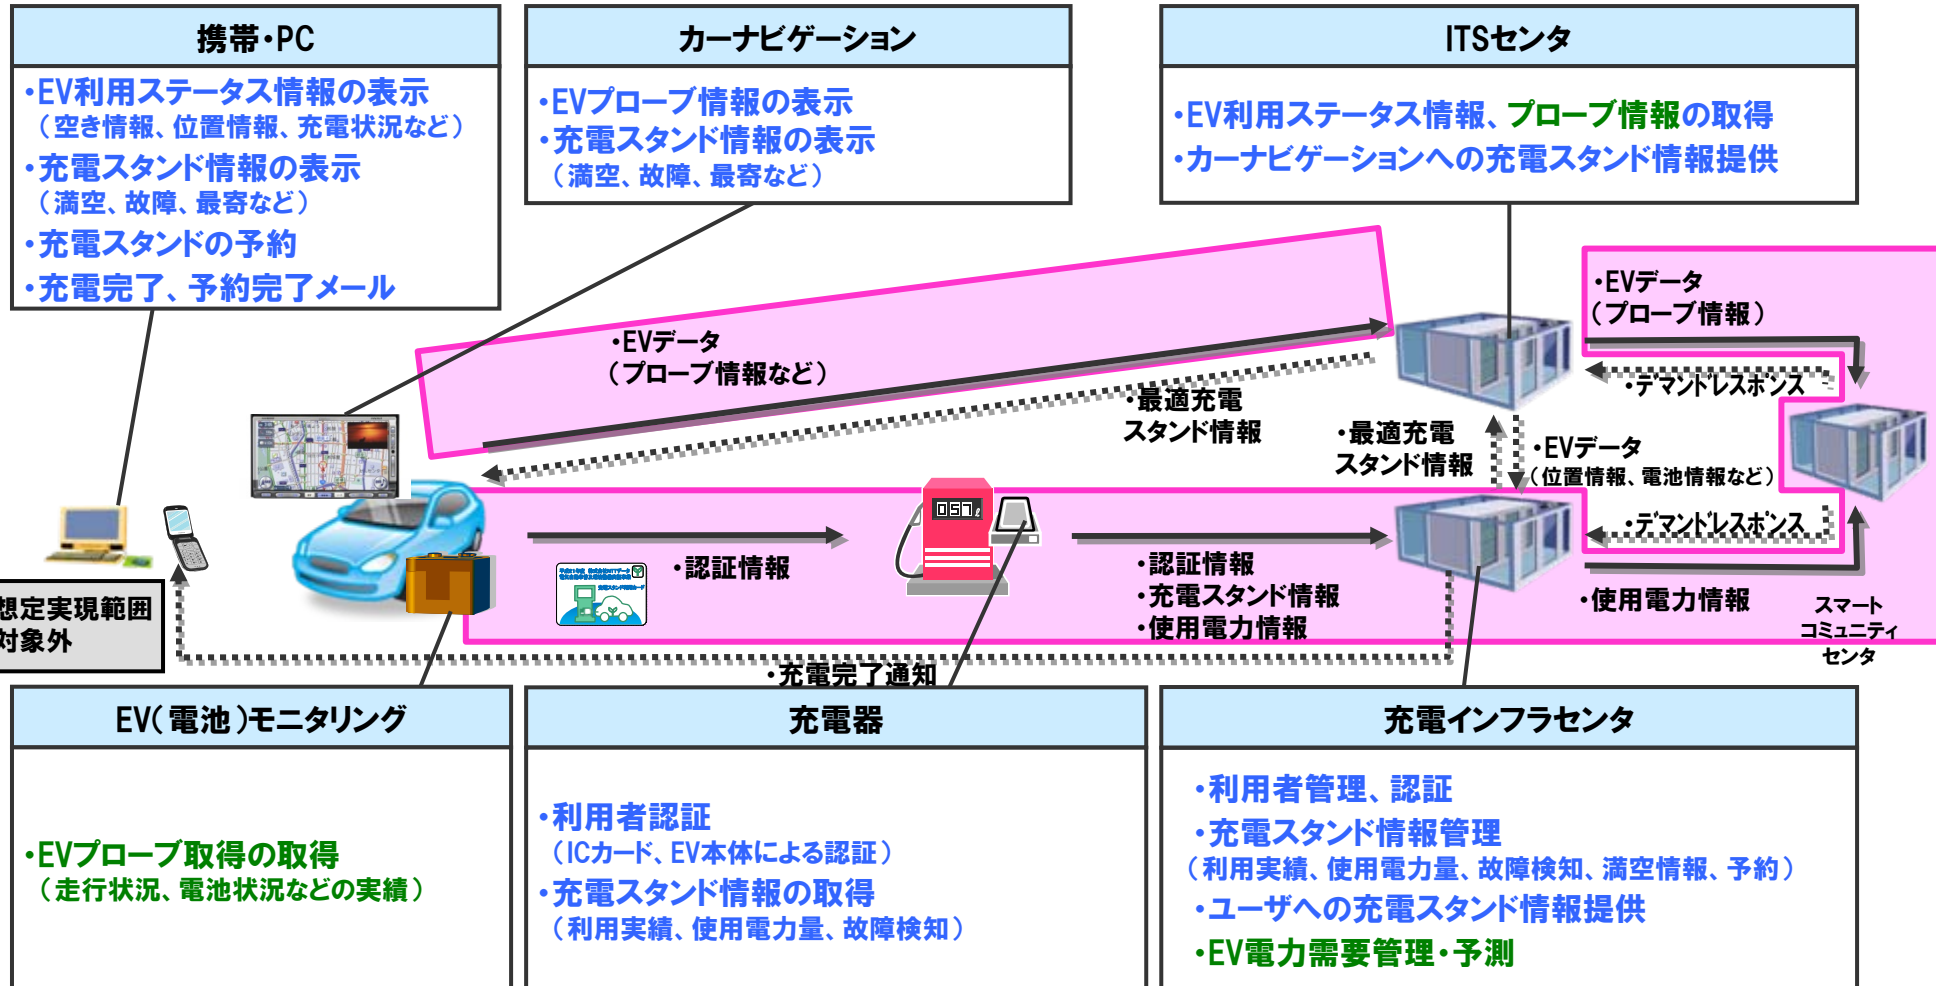 携帯・PC
・EV利用ステータス情報の表示
（空き情報、位置情報、充電状況など）
・充電スタンド情報の表示
（満空、故障、最寄など）
・充電スタンドの予約
・充電完了、予約完了メール
カーナビゲーション
・EVプローブ情報の表示
・充電スタンド情報の表示
（満空、故障、最寄など）
ITSセンタ
・EV利用ステータス情報、プローブ情報の取得
・カーナビゲーションへの充電スタンド情報提供
・EVデータ
（プローブ情報など）
・最適充電
スタンド情報
・EVデータ
（プローブ情報）
・デマンドレスポンス
・最適充電
スタンド情報
・EVデータ
（位置情報、電池情報など）
・デマンドレスポンス
・認証情報
・認証情報
・充電スタンド情報
・使用電力情報
・使用電力情報
スマート
コミュニティ
センタ
想定実現範囲
対象外
・充電完了通知
EV（電池）モニタリング
・EVプローブ取得の取得
（走行状況、電池状況などの実績）
充電器
・利用者認証
（ICカード、EV本体による認証）
・充電スタンド情報の取得
（利用実績、使用電力量、故障検知）
充電インフラセンタ
・利用者管理、認証
・充電スタンド情報管理
（利用実績、使用電力量、故障検知、満空情報、予約）
・ユーザへの充電スタンド情報提供
・EV電力需要管理・予測